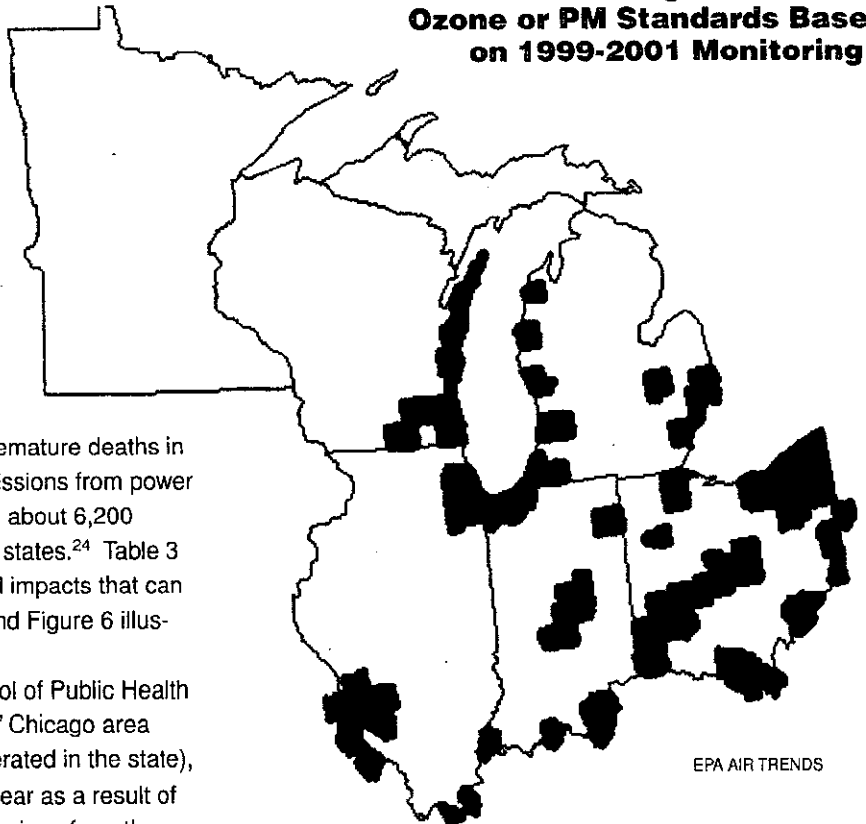 Ozone or PM Standards Base
on 1999-2001 Monitoring
emature deaths in
ssions from power
about 6,200
states.24 Table 3
d impacts that can
nd Figure 6 illus-
ol of Public Health
' Chicago area
erated in the state),
ear as a result of
EPA AIR TRENDS